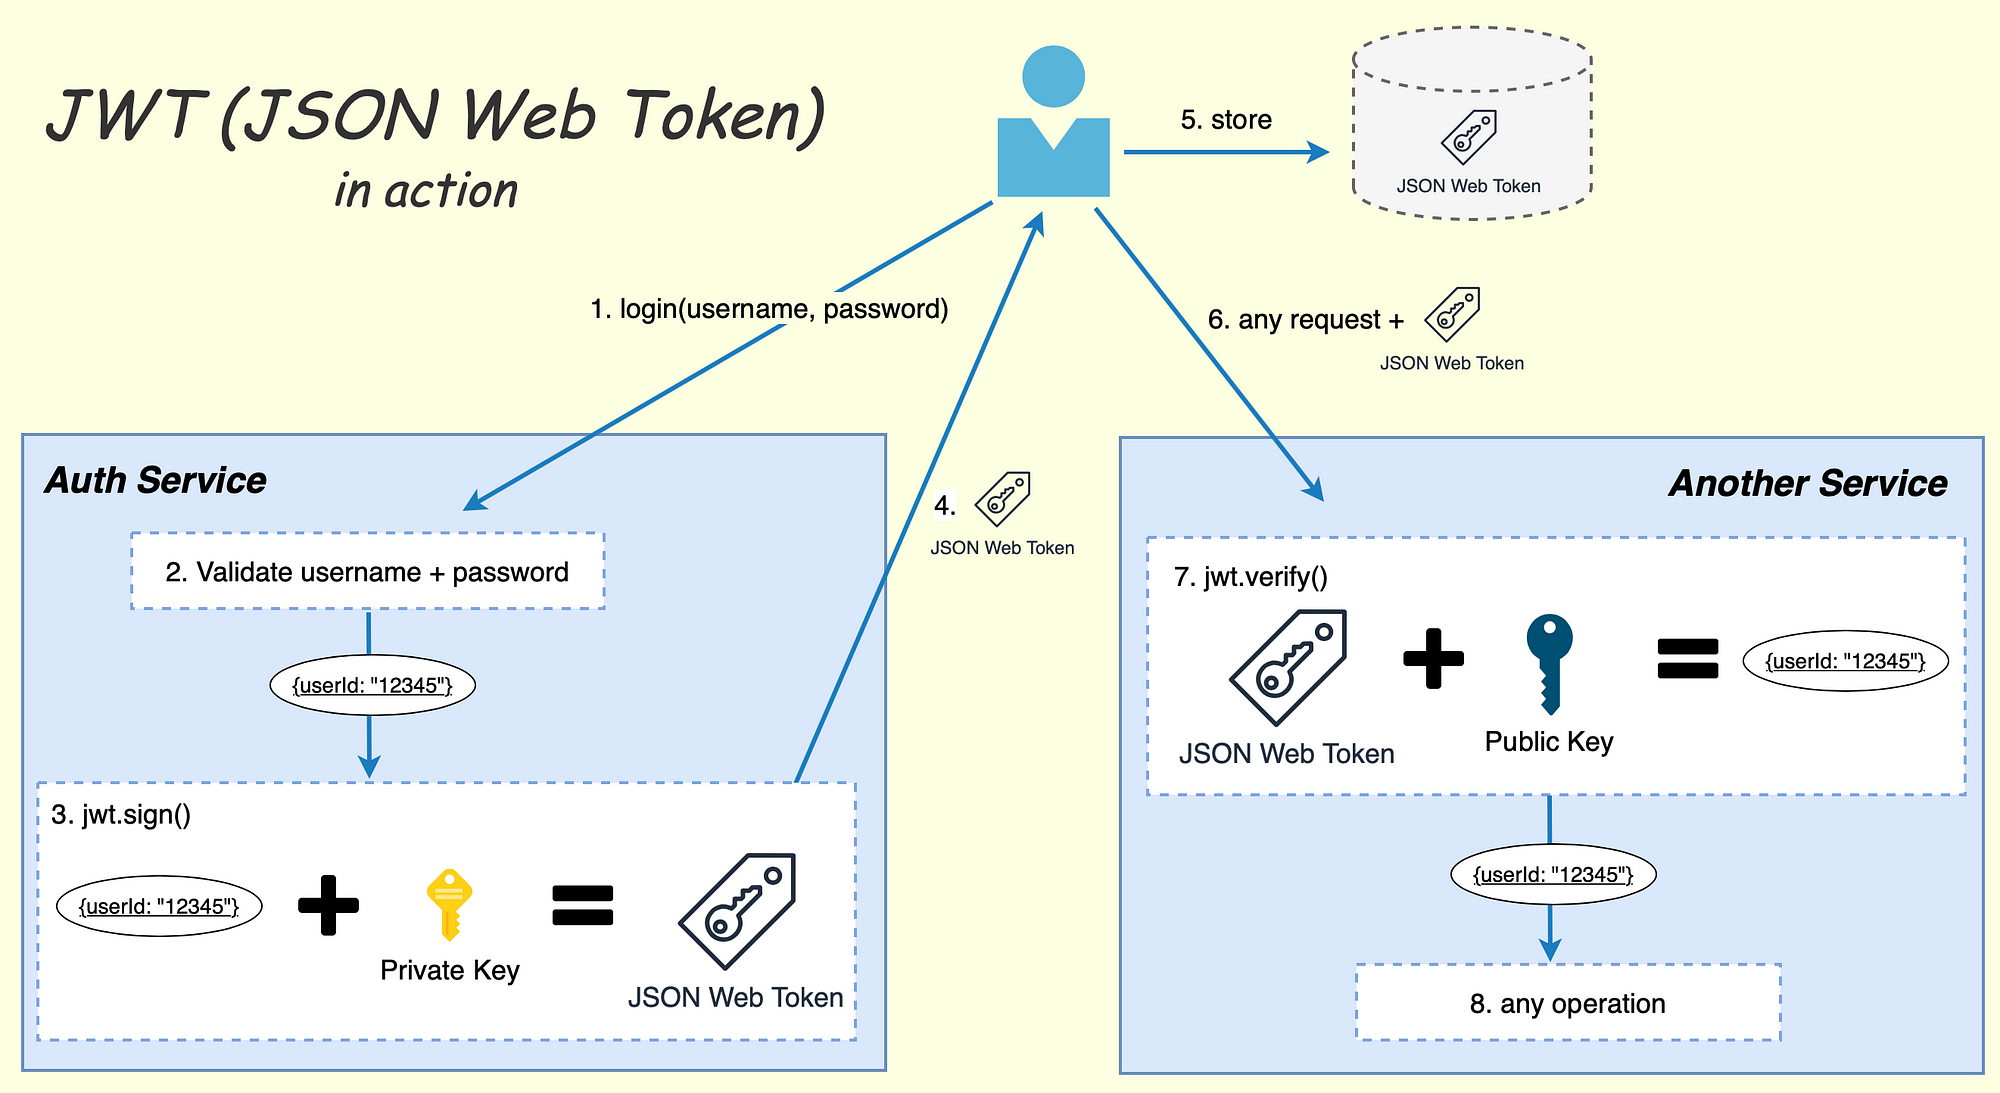 JWT (JSON Web Token)
in action
5. store
JSON Web Token
1. login(username, password)
6. any request +
JSON Web Token
4.
JSON Web Token
Auth Service
2. Validate username + password
{userId: "12345"}
3. jwt.sign()
{userId: "12345"}
Private Key
JSON Web Token
Another Service
7. jwt.verify()
JSON Web Token
Public Key
{userId: "12345"}
{userId: "12345"}
8. any operation